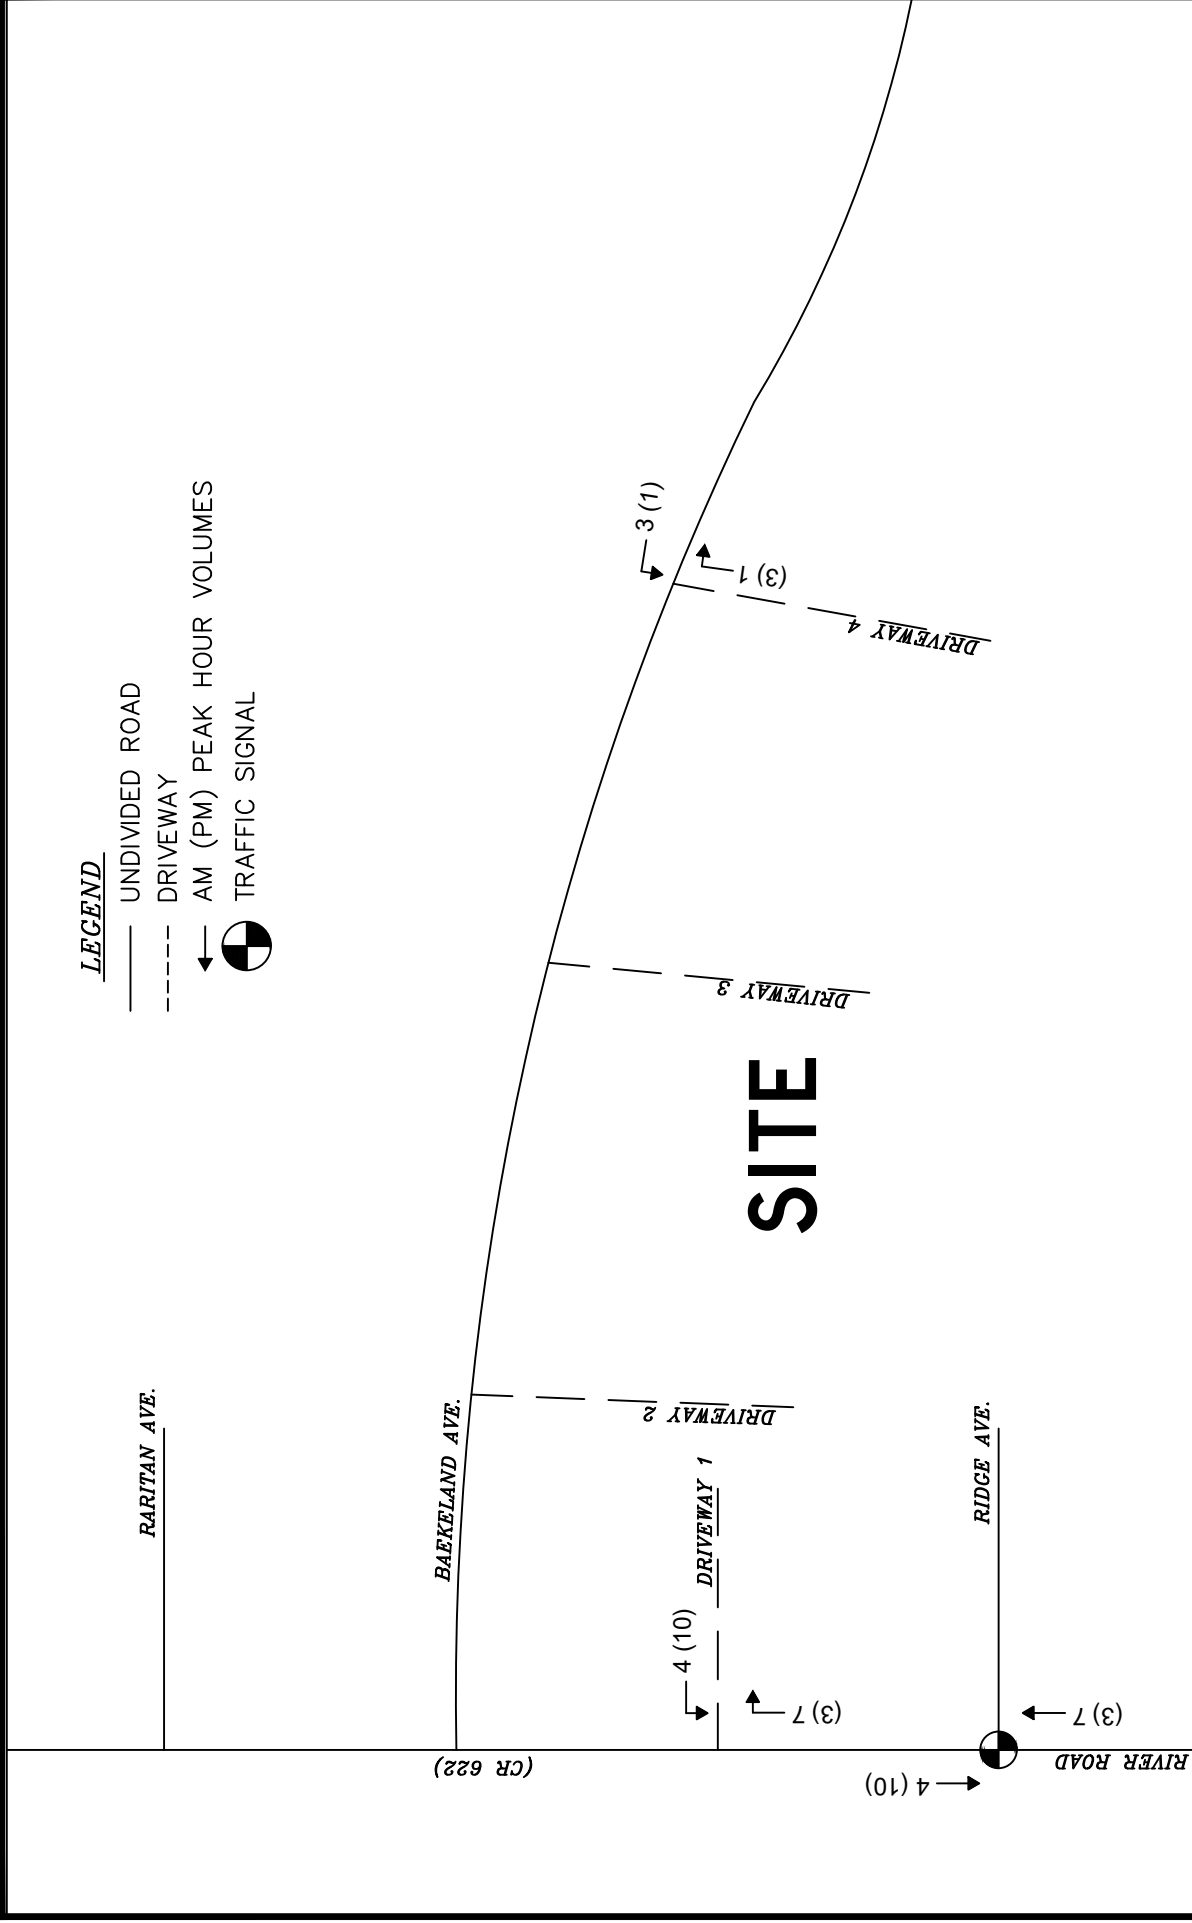 LEGEND
UNDIVIDED ROAD
DRIVEWAY
AM (PM) PEAK HOUR VOLUMES
TRAFFIC SIGNAL
RARITAN AVE.
BAEKELAND AVE.
(CR 622)
DRIVEWAY 1
4 (10)
(3) 7
DRIVEWAY 2
SITE
DRIVEWAY 3
3 (1)
(3) 1
DRIVEWAY 4
RIDGE AVE.
4 (10)
(3) 7
RIVER ROAD